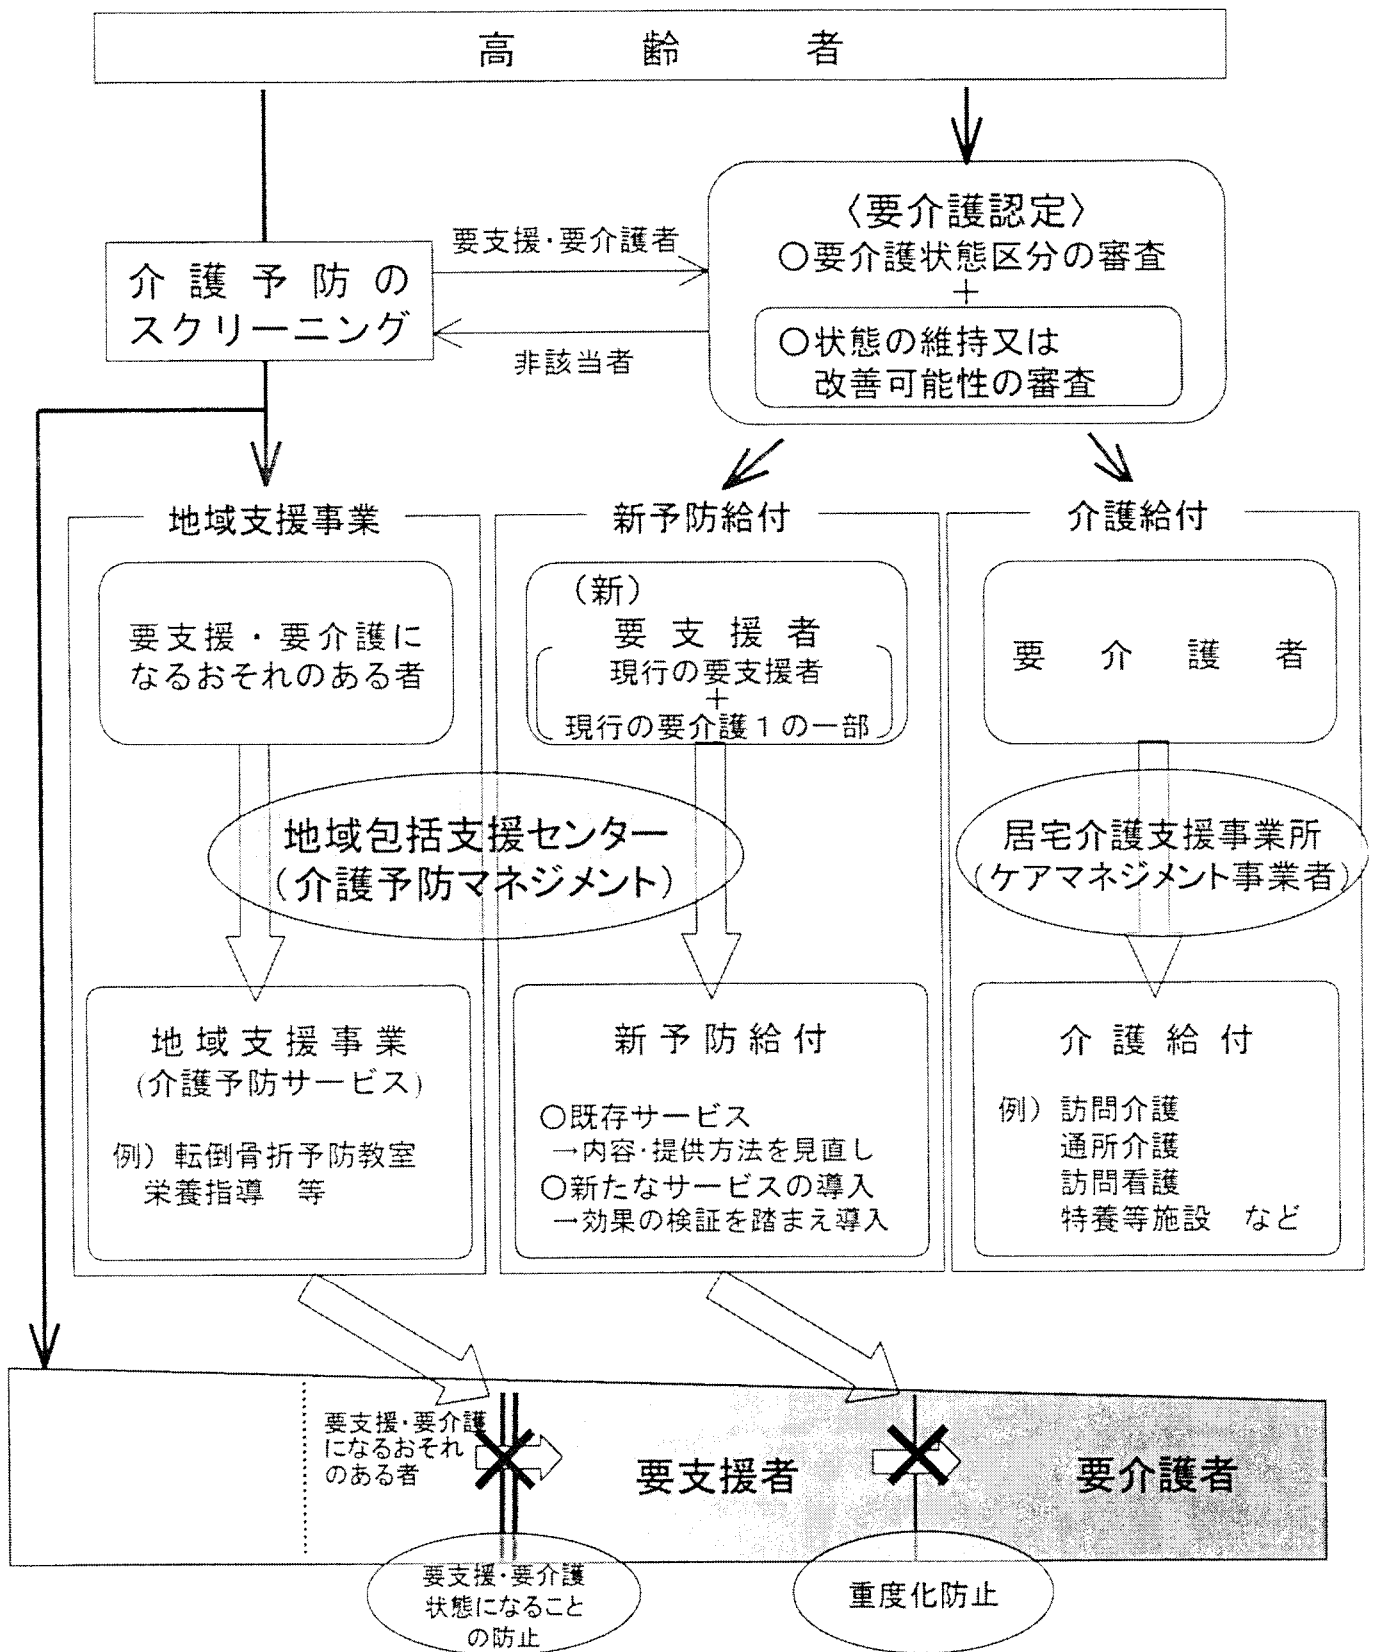 高齢者
〈要介護認定〉
○要介護状態区分の審査
＋
○状態の維持又は
改善可能性の審査
要支援・要介護者
非該当者
介護予防の
スクリーニング
地域支援事業
要支援・要介護に
なるおそれのある者
新予防給付
（新）
要支援者
現行の要支援者
＋
現行の要介護１の一部
介護給付
要介護者
地域包括支援センター
（介護予防マネジメント）
居宅介護支援事業所
（ケアマネジメント事業者）
地域支援事業
（介護予防サービス）
例）転倒骨折予防教室
栄養指導　等
新予防給付
○既存サービス
→内容・提供方法を見直し
○新たなサービスの導入
→効果の検証を踏まえ導入
介護給付
例）訪問介護
通所介護
訪問看護
特養等施設　など
要支援・要介護
になるおそれ
のある者
要支援者
要介護者
要支援・要介護
状態になること
の防止
重度化防止